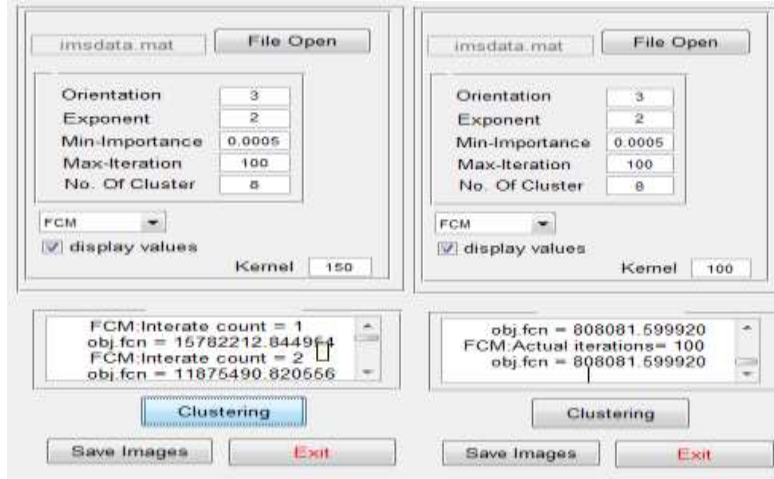 imsdata.mat File Open
Orientation 3
Exponent 2
Min-Importance 0.0005
Max-Iteration 100
No. Of Cluster 8
FCM
display values
Kernel 150
FCM:Interate count = 1
obj.fcn = 15782212.844964
FCM:Interate count = 2
obj.fcn = 11875490.820556
Clustering
Save Images Exit
imsdata.mat File Open
Orientation 3
Exponent 2
Min-Importance 0.0005
Max-Iteration 100
No. Of Cluster 8
FCM
display values
Kernel 100
obj.fcn = 808081.599920
FCM:Actual iterations= 100
obj.fcn = 808081.599920
Clustering
Save Images Exit